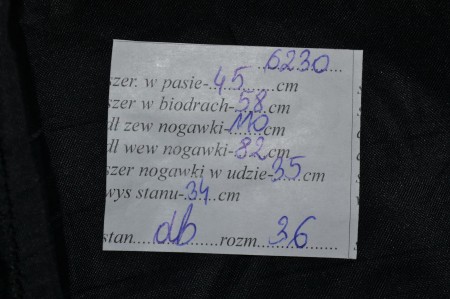 6230
szer. w pasie-45 cm
szer w biodrach-58 cm
dł zew nogawki-110 cm
dł wew nogawki-82 cm
szer nogawki w udzie-35 cm
wys stanu-34 cm
stan db rozm. 36